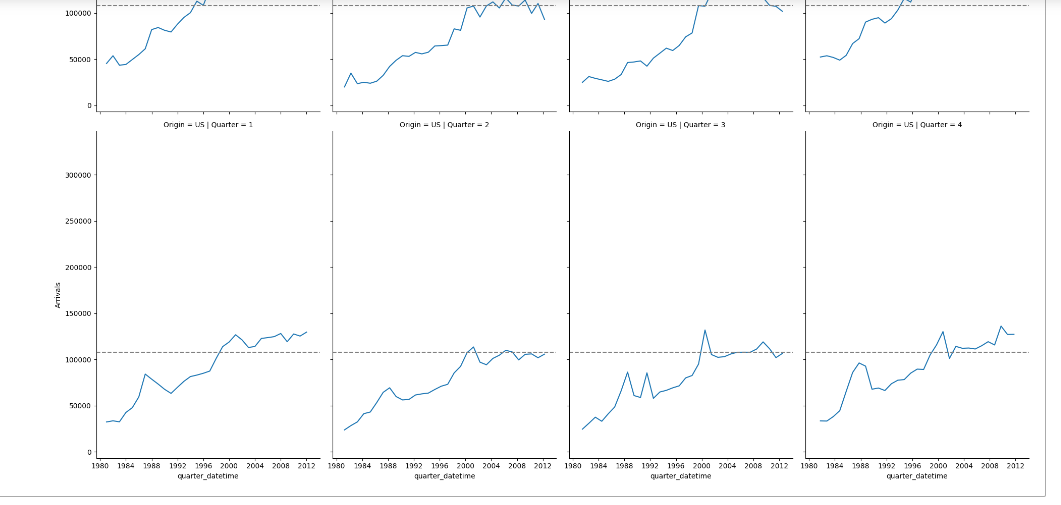 100000
50000
0
Origin = US | Quarter = 1
Origin = US | Quarter = 2
Origin = US | Quarter = 3
Origin = US | Quarter = 4
300000
250000
200000
150000
100000
50000
0
Arrivals
1980 1984 1988 1992 1996 2000 2004 2008 2012
1980 1984 1988 1992 1996 2000 2004 2008 2012
1980 1984 1988 1992 1996 2000 2004 2008 2012
1980 1984 1988 1992 1996 2000 2004 2008 2012
quarter_datetime
quarter_datetime
quarter_datetime
quarter_datetime